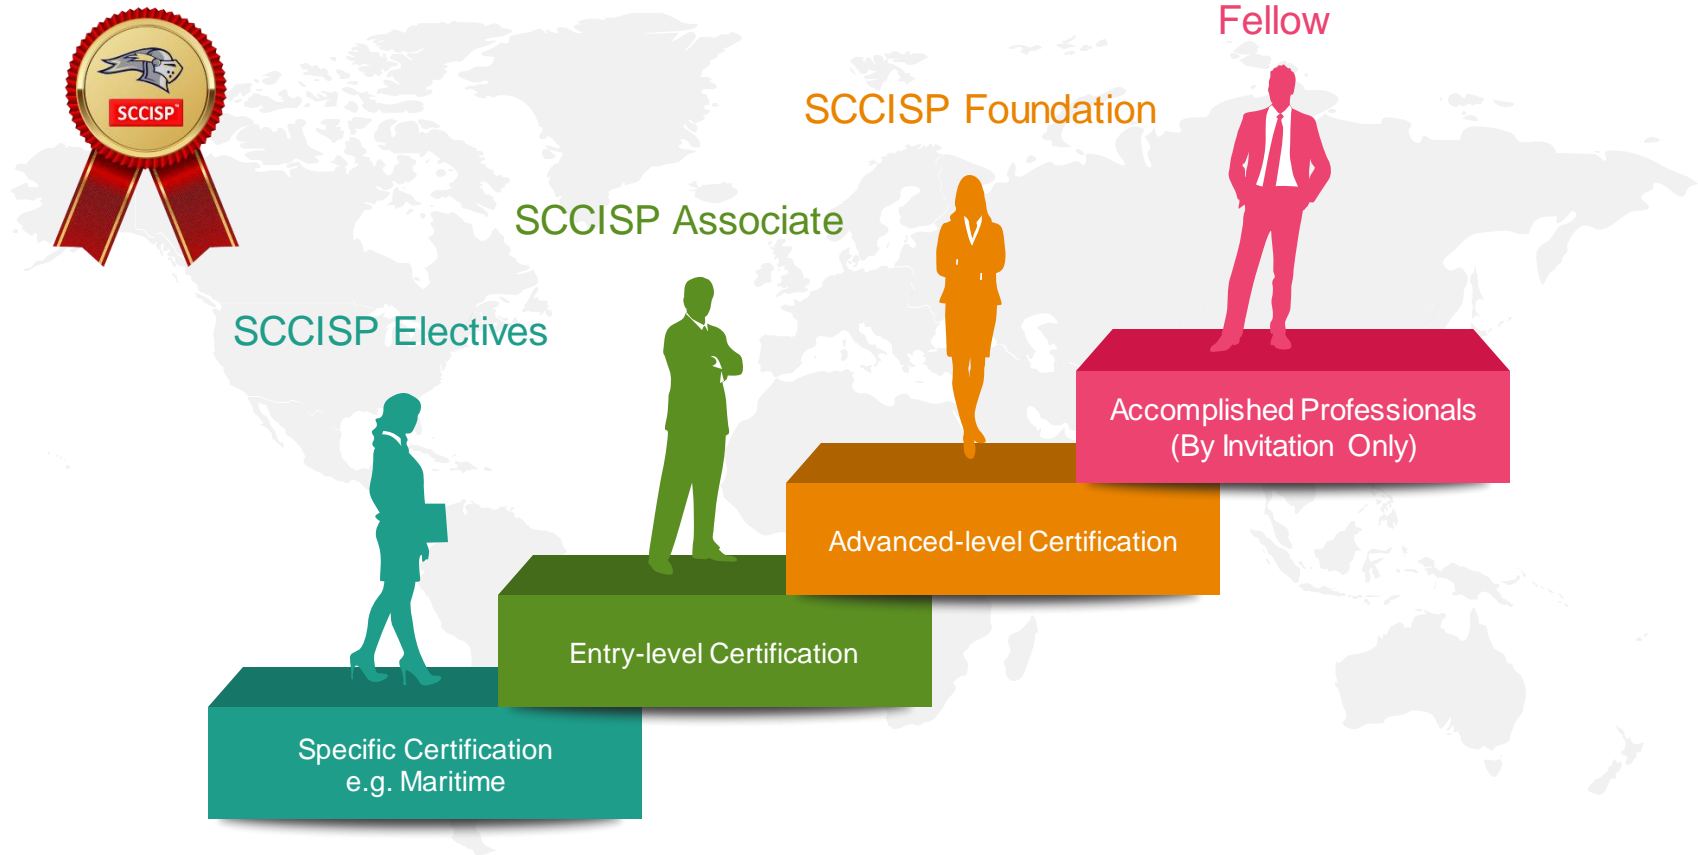 SCCISP™
Fellow
SCCISP Foundation
SCCISP Associate
SCCISP Electives
Accomplished Professionals
(By Invitation Only)
Advanced-level Certification
Entry-level Certification
Specific Certification
e.g. Maritime